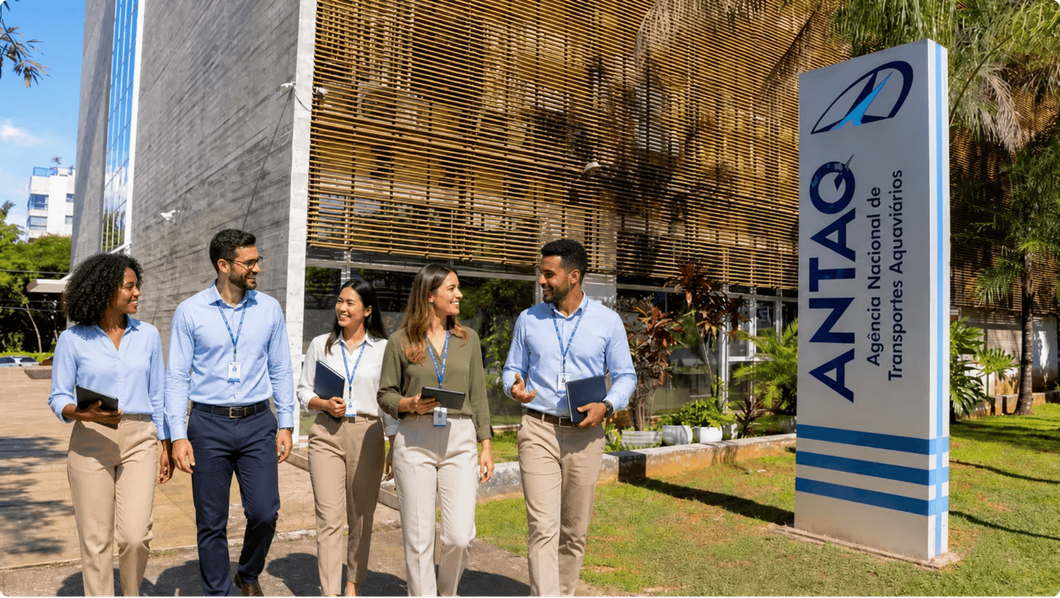 ANTAQ
Agência Nacional de
Transportes Aquaviários